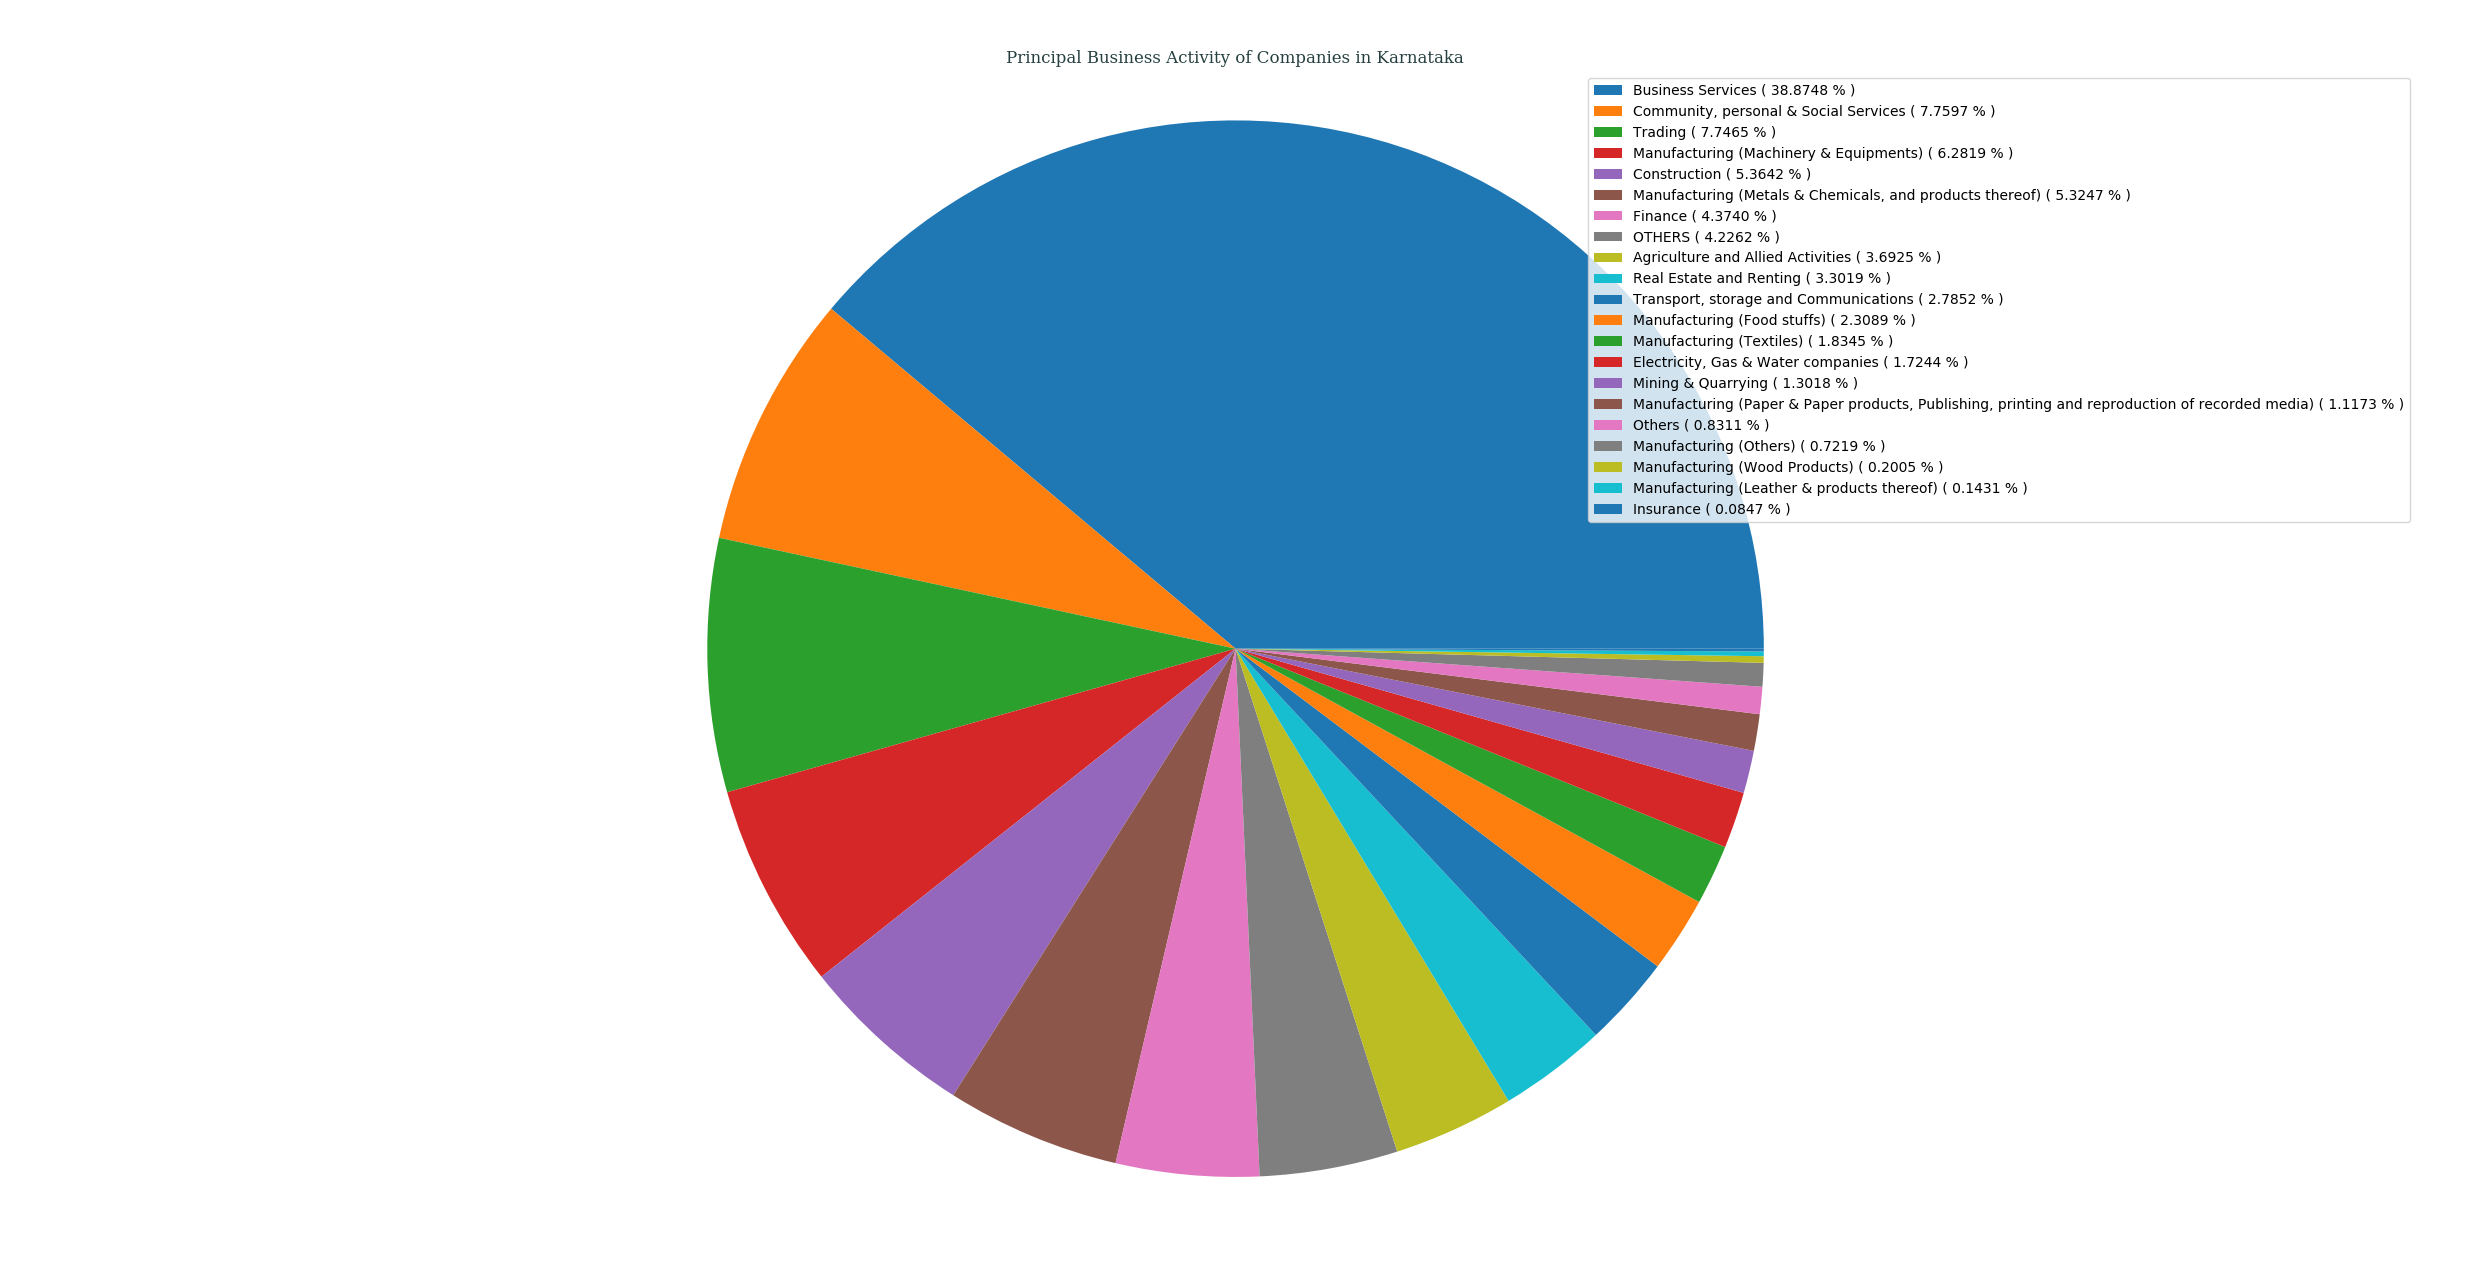 Principal Business Activity of Companies in Karnataka
Business Services ( 38.8748 % )
Community, personal & Social Services ( 7.7597 % )
Trading ( 7.7465 % )
Manufacturing (Machinery & Equipments) ( 6.2819 % )
Construction ( 5.3642 % )
Manufacturing (Metals & Chemicals, and products thereof) ( 5.3247 % )
Finance ( 4.3740 % )
OTHERS ( 4.2262 % )
Agriculture and Allied Activities ( 3.6925 % )
Real Estate and Renting ( 3.3019 % )
Transport, storage and Communications ( 2.7852 % )
Manufacturing (Food stuffs) ( 2.3089 % )
Manufacturing (Textiles) ( 1.8345 % )
Electricity, Gas & Water companies ( 1.7244 % )
Mining & Quarrying ( 1.3018 % )
Manufacturing (Paper & Paper products, Publishing, printing and reproduction of recorded media) ( 1.1173 % )
Others ( 0.8311 % )
Manufacturing (Others) ( 0.7219 % )
Manufacturing (Wood Products) ( 0.2005 % )
Manufacturing (Leather & products thereof) ( 0.1431 % )
Insurance ( 0.0847 % )